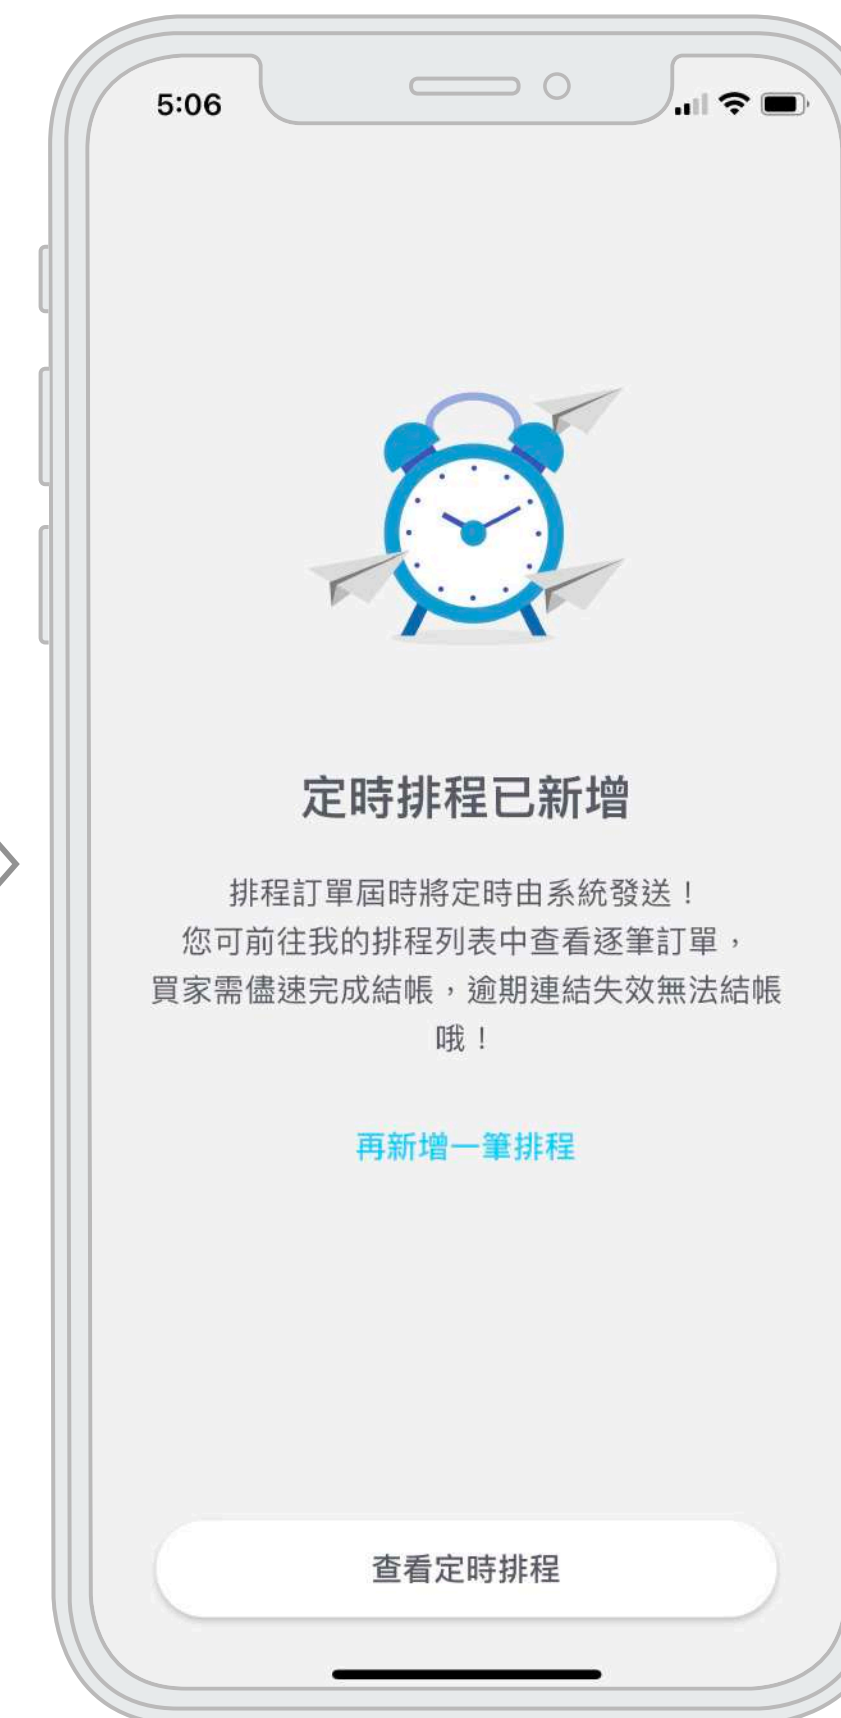 5:06
定時排程已新增
排程訂單屆時將定時由系統發送！
您可前往我的排程列表中查看逐筆訂單，
買家需儘速完成結帳，逾期連結失效無法結帳
哦！
再新增一筆排程
查看定時排程